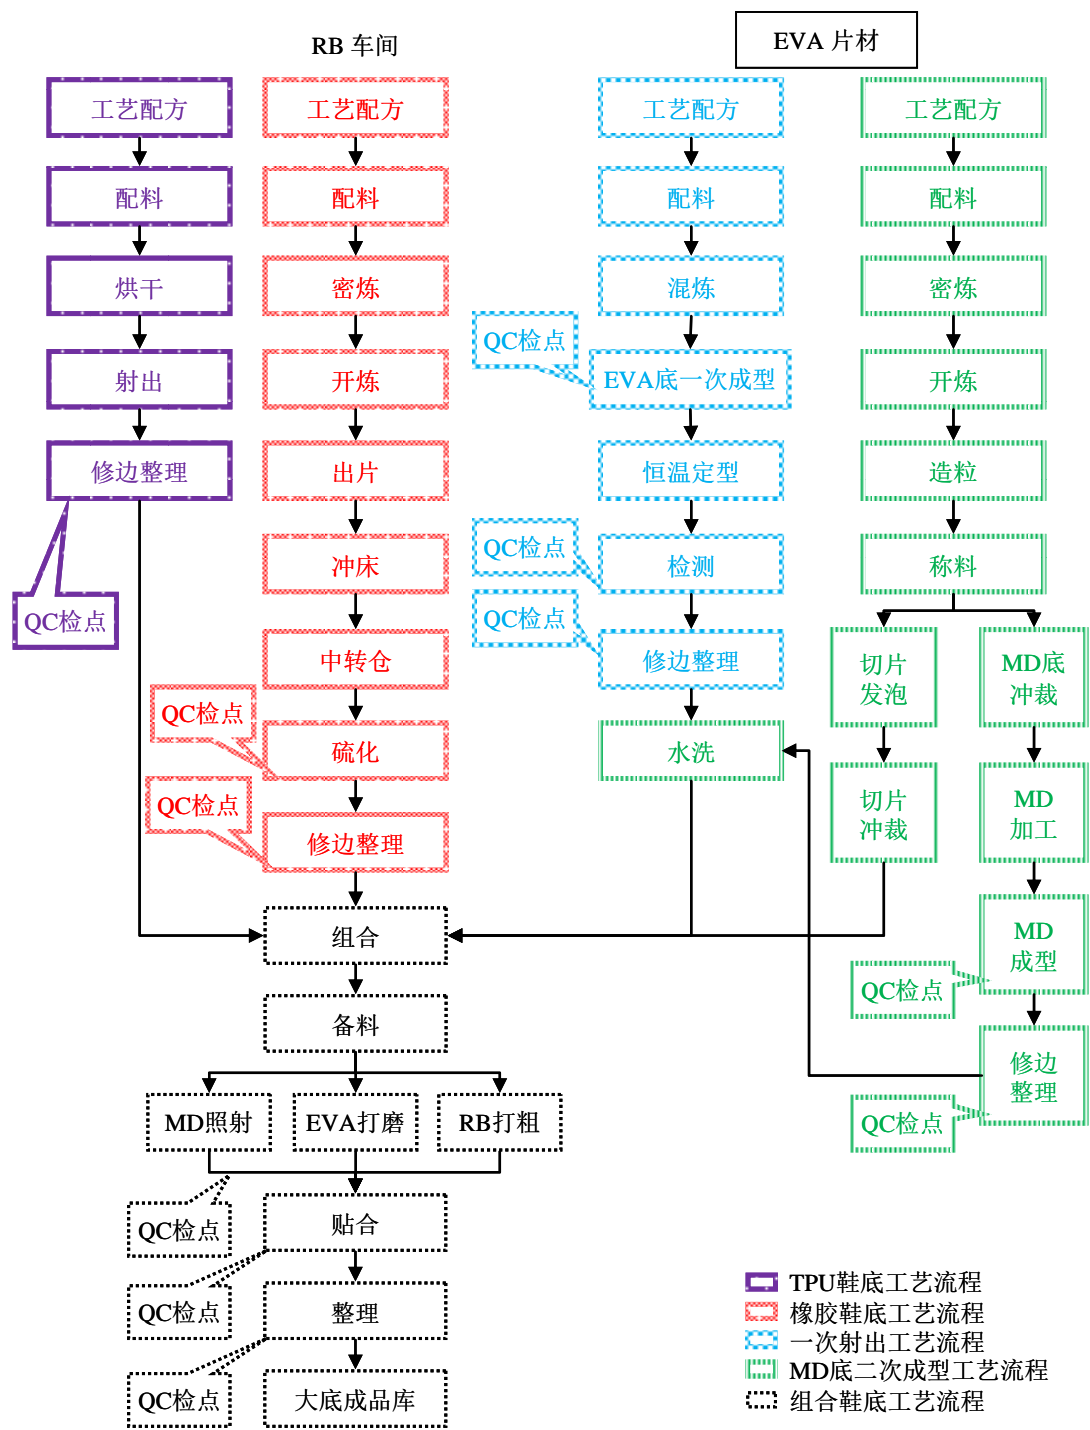 RB 车间
EVA 片材
工艺配方
工艺配方
工艺配方
工艺配方
配料
配料
配料
配料
烘干
密炼
混炼
密炼
QC检点
射出
开炼
EVA底一次成型
开炼
修边整理
出片
恒温定型
造粒
QC检点
冲床
检测
称料
QC检点
QC检点
中转仓
修边整理
切片
发泡
MD底
冲裁
QC检点
硫化
水洗
QC检点
修边整理
切片
冲裁
MD
加工
组合
MD
成型
QC检点
备料
修边
整理
QC检点
MD照射
EVA打磨
RB打粗
QC检点
贴合
QC检点
整理
QC检点
大底成品库
TPU鞋底工艺流程
橡胶鞋底工艺流程
一次射出工艺流程
MD底二次成型工艺流程
组合鞋底工艺流程